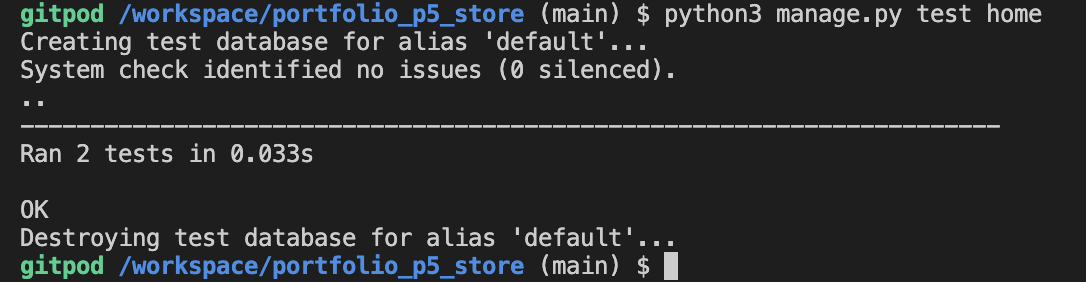 gitpod /workspace/portfolio_p5_store (main) $ python3 manage.py test home
Creating test database for alias 'default'...
System check identified no issues (0 silenced).
..
----------------------------------------------------------------------
Ran 2 tests in 0.033s

OK
Destroying test database for alias 'default'...
gitpod /workspace/portfolio_p5_store (main) $